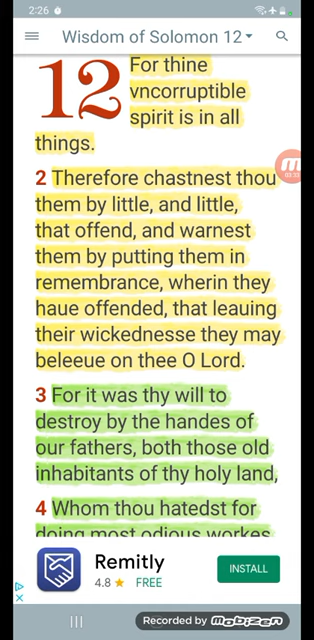 2:26
Wisdom of Solomon 12
12 For thine
vncorruptible
spirit is in all
things.
2 Therefore chastnest thou
them by little, and little,
that offend, and warnest
them by putting them in
remembrance, wherin they
haue offended, that leauing
their wickednesse they may
beleeue on thee O Lord.
3 For it was thy will to
destroy by the handes of
our fathers, both those old
inhabitants of thy holy land,
4 Whom thou hatedst for
doing most odious workes
Remitly
4.8 ★ FREE
INSTALL
Recorded by Mobizen